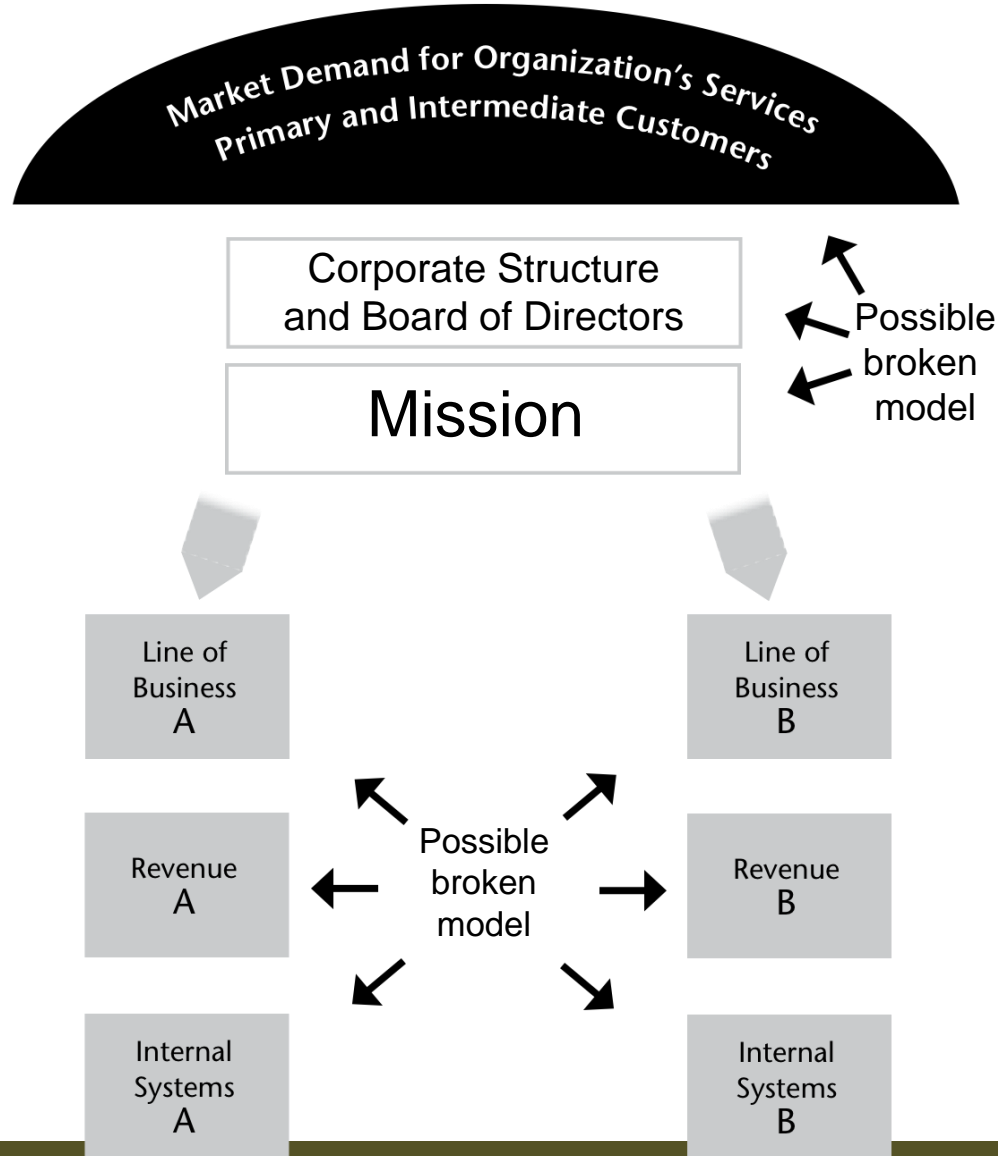 Market Demand for Organization's Services
Primary and Intermediate Customers
Corporate Structure
and Board of Directors
Mission
Possible
broken
model
Line of
Business
A
Line of
Business
B
Revenue
A
Possible
broken
model
Revenue
B
Internal
Systems
A
Internal
Systems
B